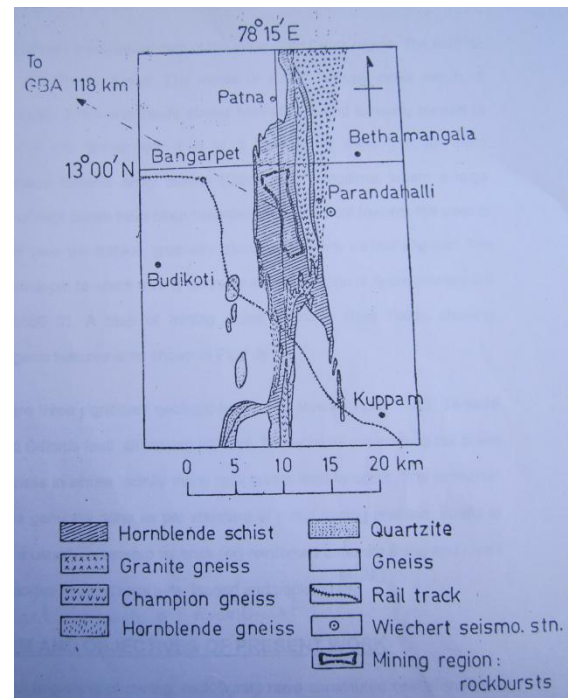 78°15'E
To
GBA 118 km
Patna
Bethamangala
13°00'N
Bangarpet
Parandahalli
Budikoti
Kuppam
0 5 10 15 20 km
Hornblende schist
Granite gneiss
Champion gneiss
Hornblende gneiss
Quartzite
Gneiss
Rail track
Wiechert seismo. stn.
Mining region:
rockbursts